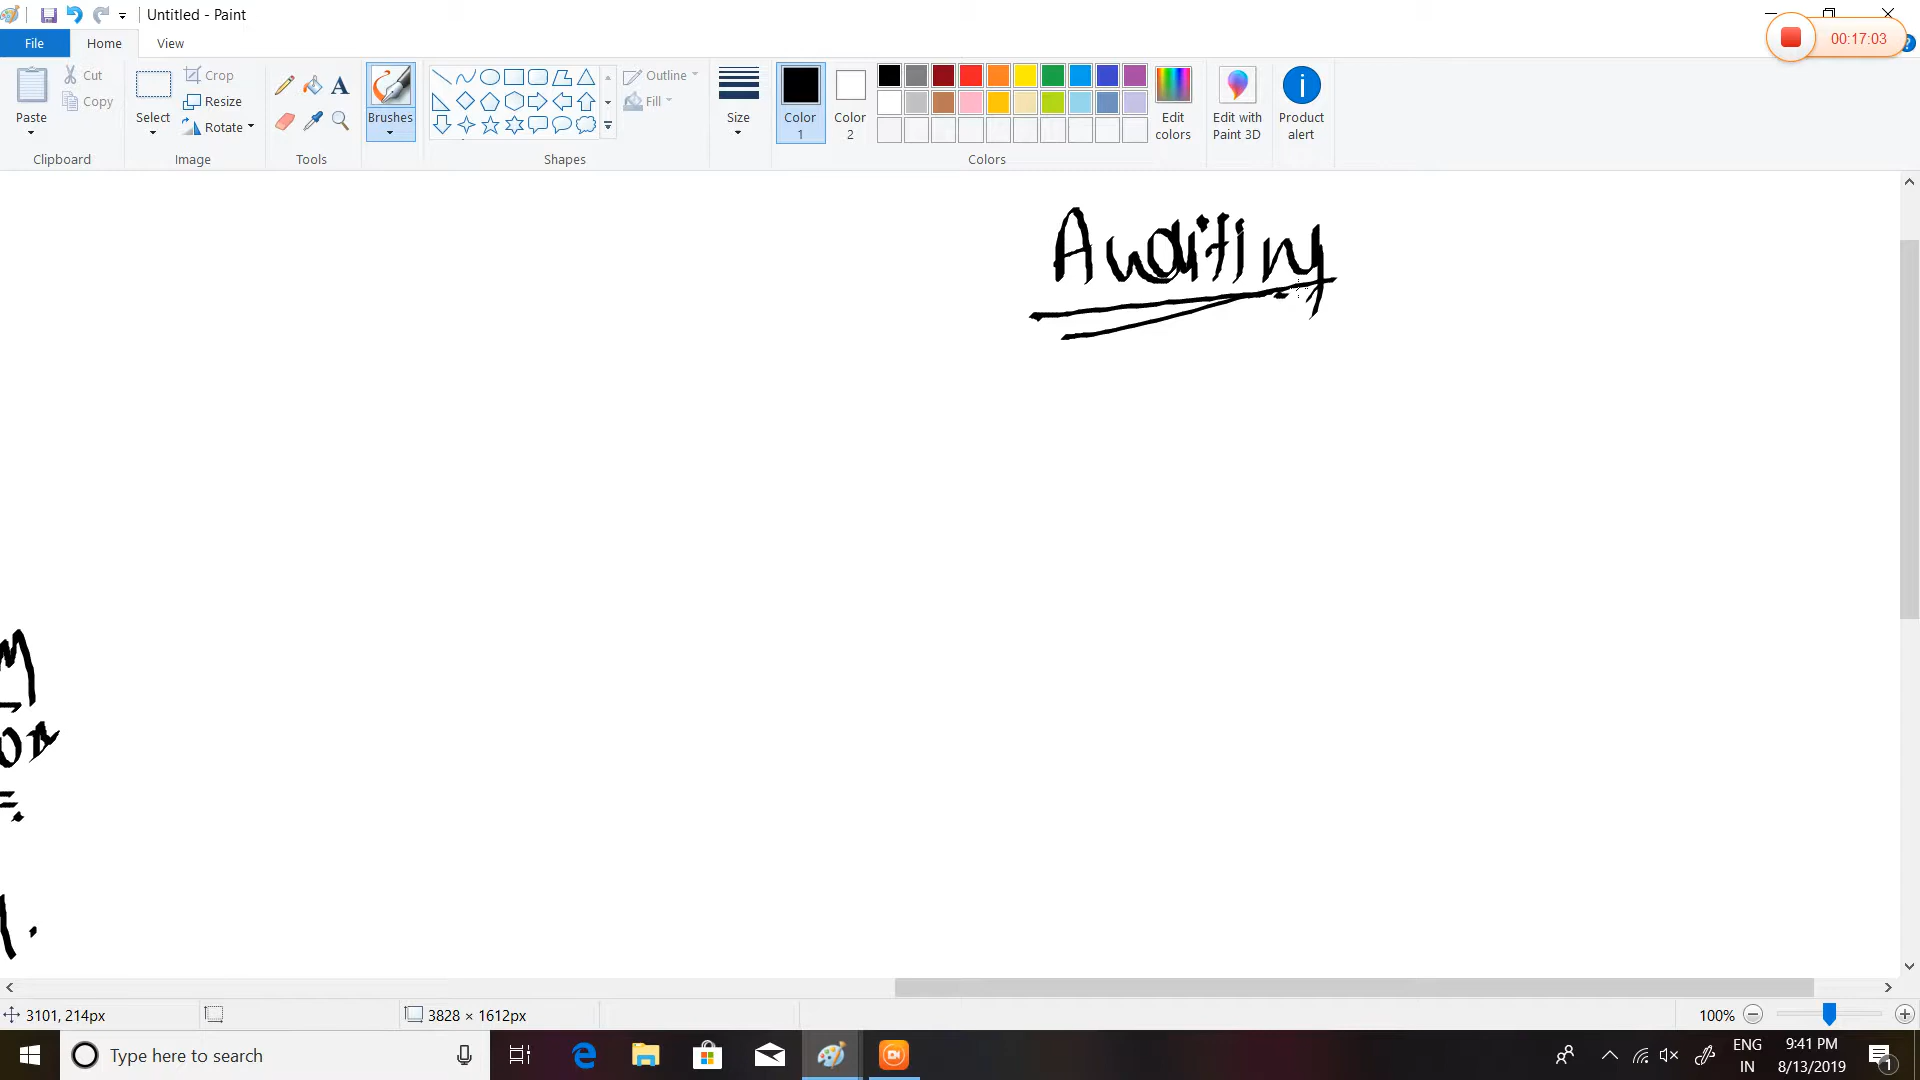 Untitled - Paint
00:17:03
File Home View
Cut
Copy
Paste
Clipboard
Select
Crop
Resize
Rotate
Image
Tools
Brushes
Outline
Fill
Shapes
Size
Color 1
Color 2
Colors
Edit colors
Edit with Paint 3D
Product alert
Auditing
3101, 214px
3828 × 1612px
100%
Type here to search
ENG
IN
9:41 PM
8/13/2019
1